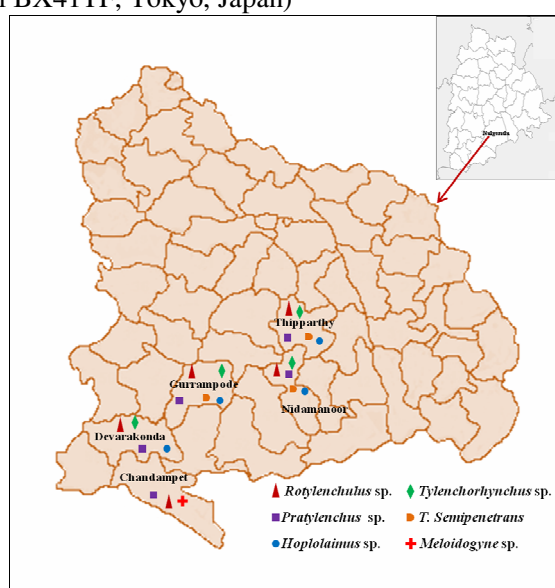 BX41TF, Tokyo, Japan)
Nalgonda
Thipparthy
Gurrampode
Nidamanoor
Devarakonda
Chandampet
Rotylenchulus sp.
Tylenchorhynchus sp.
Pratylenchus sp.
T. Semipenetrans
Hoplolaimus sp.
Meloidogyne sp.